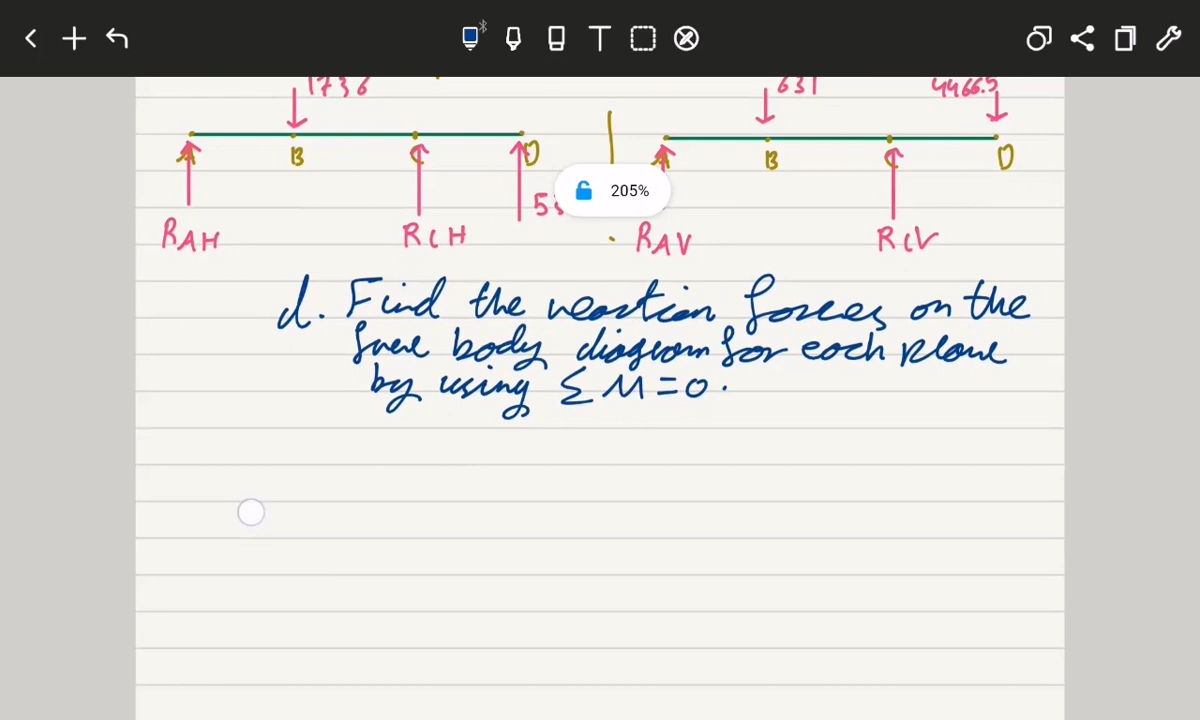 1736
631
4466.5
A
B
C
D
A
B
C
D
205%
RAH
RCH
RAV
RCV
d. Find the reaction forces on the
free body diagram for each plane
by using Σ M = 0.